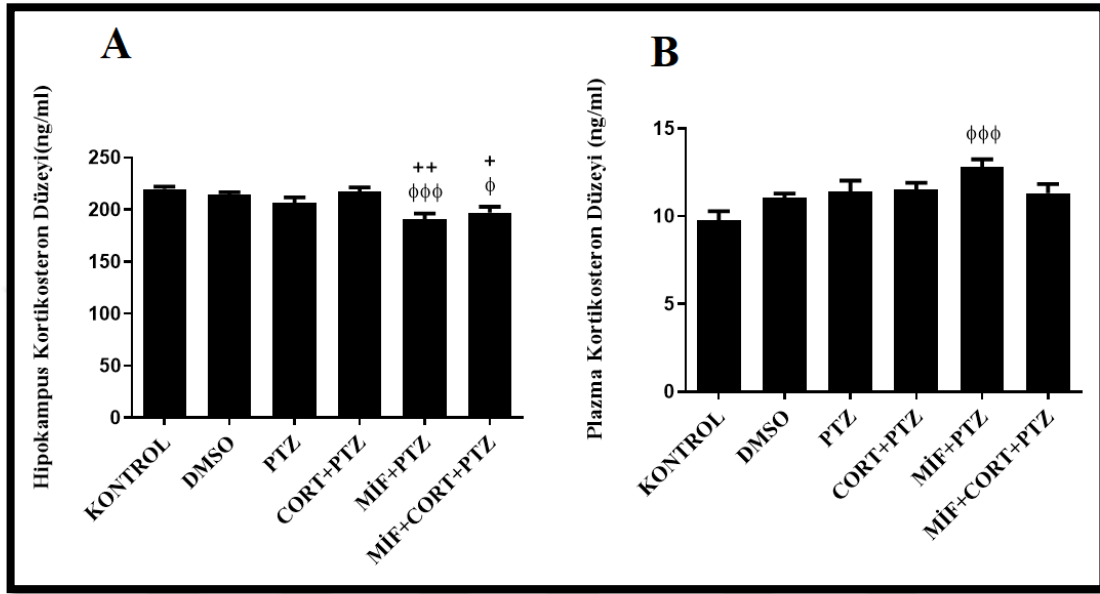 A
Hipokampus Kortikosteron Düzeyi(ng/ml)
250
200
150
100
50
0
++
ϕϕϕ
+
ϕ
KONTROL
DMSO
PTZ
CORT+PTZ
MİF+PTZ
MİF+CORT+PTZ
B
Plazma Kortikosteron Düzeyi (ng/ml)
15
10
5
0
ϕϕϕ
KONTROL
DMSO
PTZ
CORT+PTZ
MİF+PTZ
MİF+CORT+PTZ